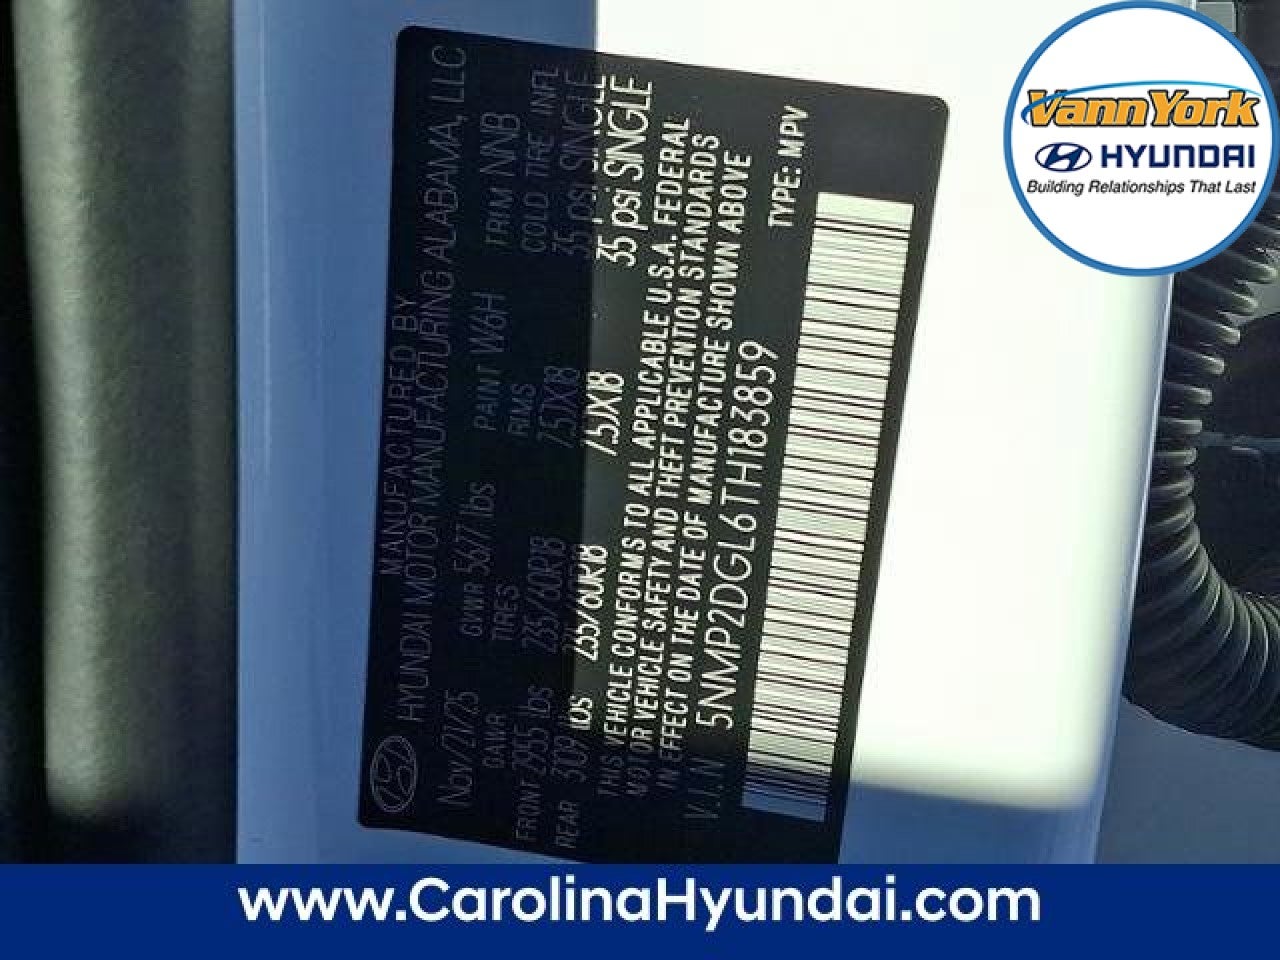 MANUFACTURED BY
HYUNDAI MOTOR MANUFACTURING ALABAMA, LLC
Nov/21/25 GVWR 5677 lbs PAINT W6H TRIM NNB
GAWR TIRES RIMS COLD TIRE INFL
FRONT 2955 lbs 235/60R18 7.5JX18 35 psi SINGLE
REAR 3109 lbs 235/60R18 7.5JX18 35 psi SINGLE
THIS VEHICLE CONFORMS TO ALL APPLICABLE U.S.A. FEDERAL
MOTOR VEHICLE SAFETY AND THEFT PREVENTION STANDARDS
IN EFFECT ON THE DATE OF MANUFACTURE SHOWN ABOVE
V.I.N 5NMP2DGL6TH183859 TYPE: MPV
VannYork
HYUNDAI
Building Relationships That Last
www.CarolinaHyundai.com